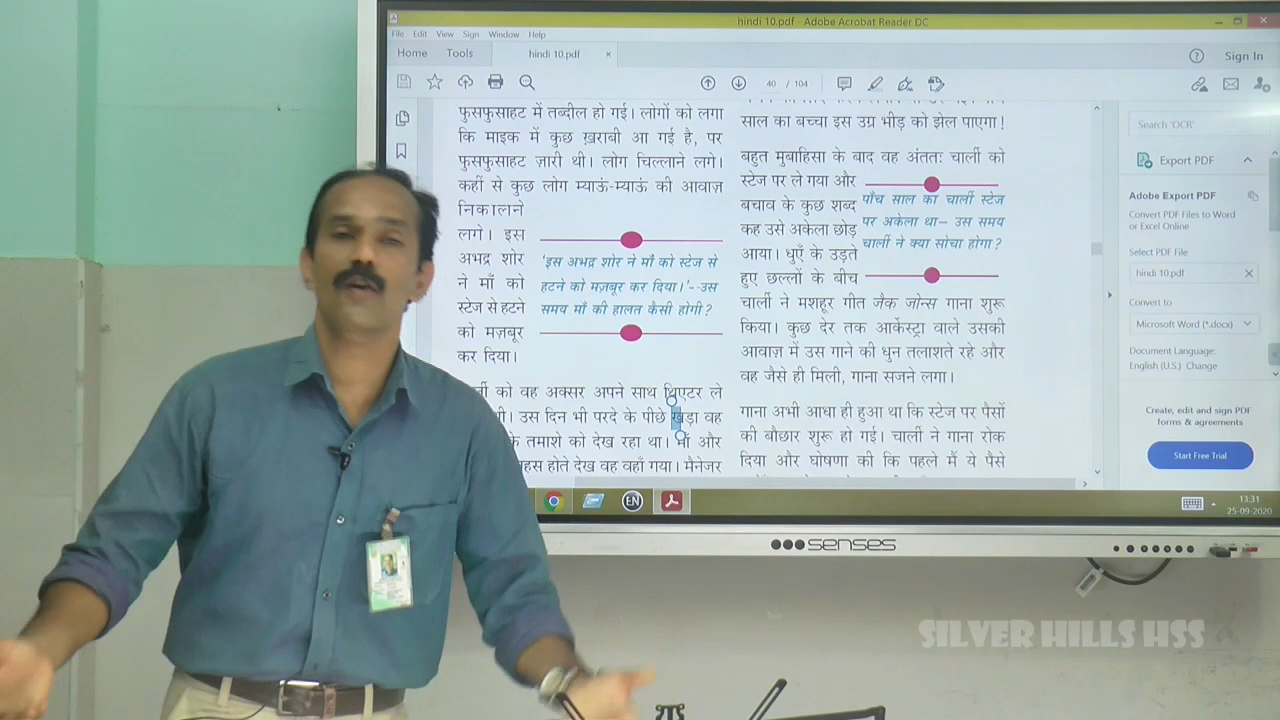 hindi 10.pdf - Adobe Acrobat Reader DC
File Edit View Sign Window Help
Home Tools hindi 10.pdf × Sign In
40 / 104
फुसफुसाहट में तब्दील हो गई। लोगों को लगा
कि माइक में कुछ ख़राबी आ गई है, पर
फुसफुसाहट ज़ारी थी। लोग चिल्लाने लगे।
कहीं से कुछ लोग म्याऊं-म्याऊं की आवाज़
निकालने
लगे। इस
अभद्र शोर
ने माँ को
स्टेज से हटने
को मज़बूर
कर दिया।
'इस अभद्र शोर ने माँ को स्टेज से
हटने को मज़बूर कर दिया।'--उस
समय माँ की हालत कैसी होगी?
को वह अक्सर अपने साथ थिएटर ले
उस दिन भी परदे के पीछे खड़ा वह
के तमाशे को देख रहा था। माँ और
होते देख वह वहाँ गया। मैनेजर
साल का बच्चा इस उग्र भीड़ को झेल पाएगा!
बहुत मुबाहिसा के बाद वह अंततः चार्ली को
स्टेज पर ले गया और
बचाव के कुछ शब्द
कह उसे अकेला छोड़
आया। धुएँ के उड़ते
हुए छल्लों के बीच
पाँच साल का चार्ली स्टेज
पर अकेला था– उस समय
चार्ली ने क्या सोचा होगा?
चार्ली ने मशहूर गीत जैक जोन्स गाना शुरू
किया। कुछ देर तक आर्केस्ट्रा वाले उसकी
आवाज़ में उस गाने की धुन तलाशते रहे और
वह जैसे ही मिली, गाना सजने लगा।
गाना अभी आधा ही हुआ था कि स्टेज पर पैसों
की बौछार शुरू हो गई। चार्ली ने गाना रोक
दिया और घोषणा की कि पहले मैं ये पैसे
Search 'OCR'
Export PDF
Adobe Export PDF
Convert PDF Files to Word
or Excel Online
Select PDF File
hindi 10.pdf ×
Convert to
Microsoft Word (*.docx)
Document Language:
English (U.S.) Change
Create, edit and sign PDF
forms & agreements
Start Free Trial
EN
13:31
25-09-2020
senses
SILVER HILLS HSS